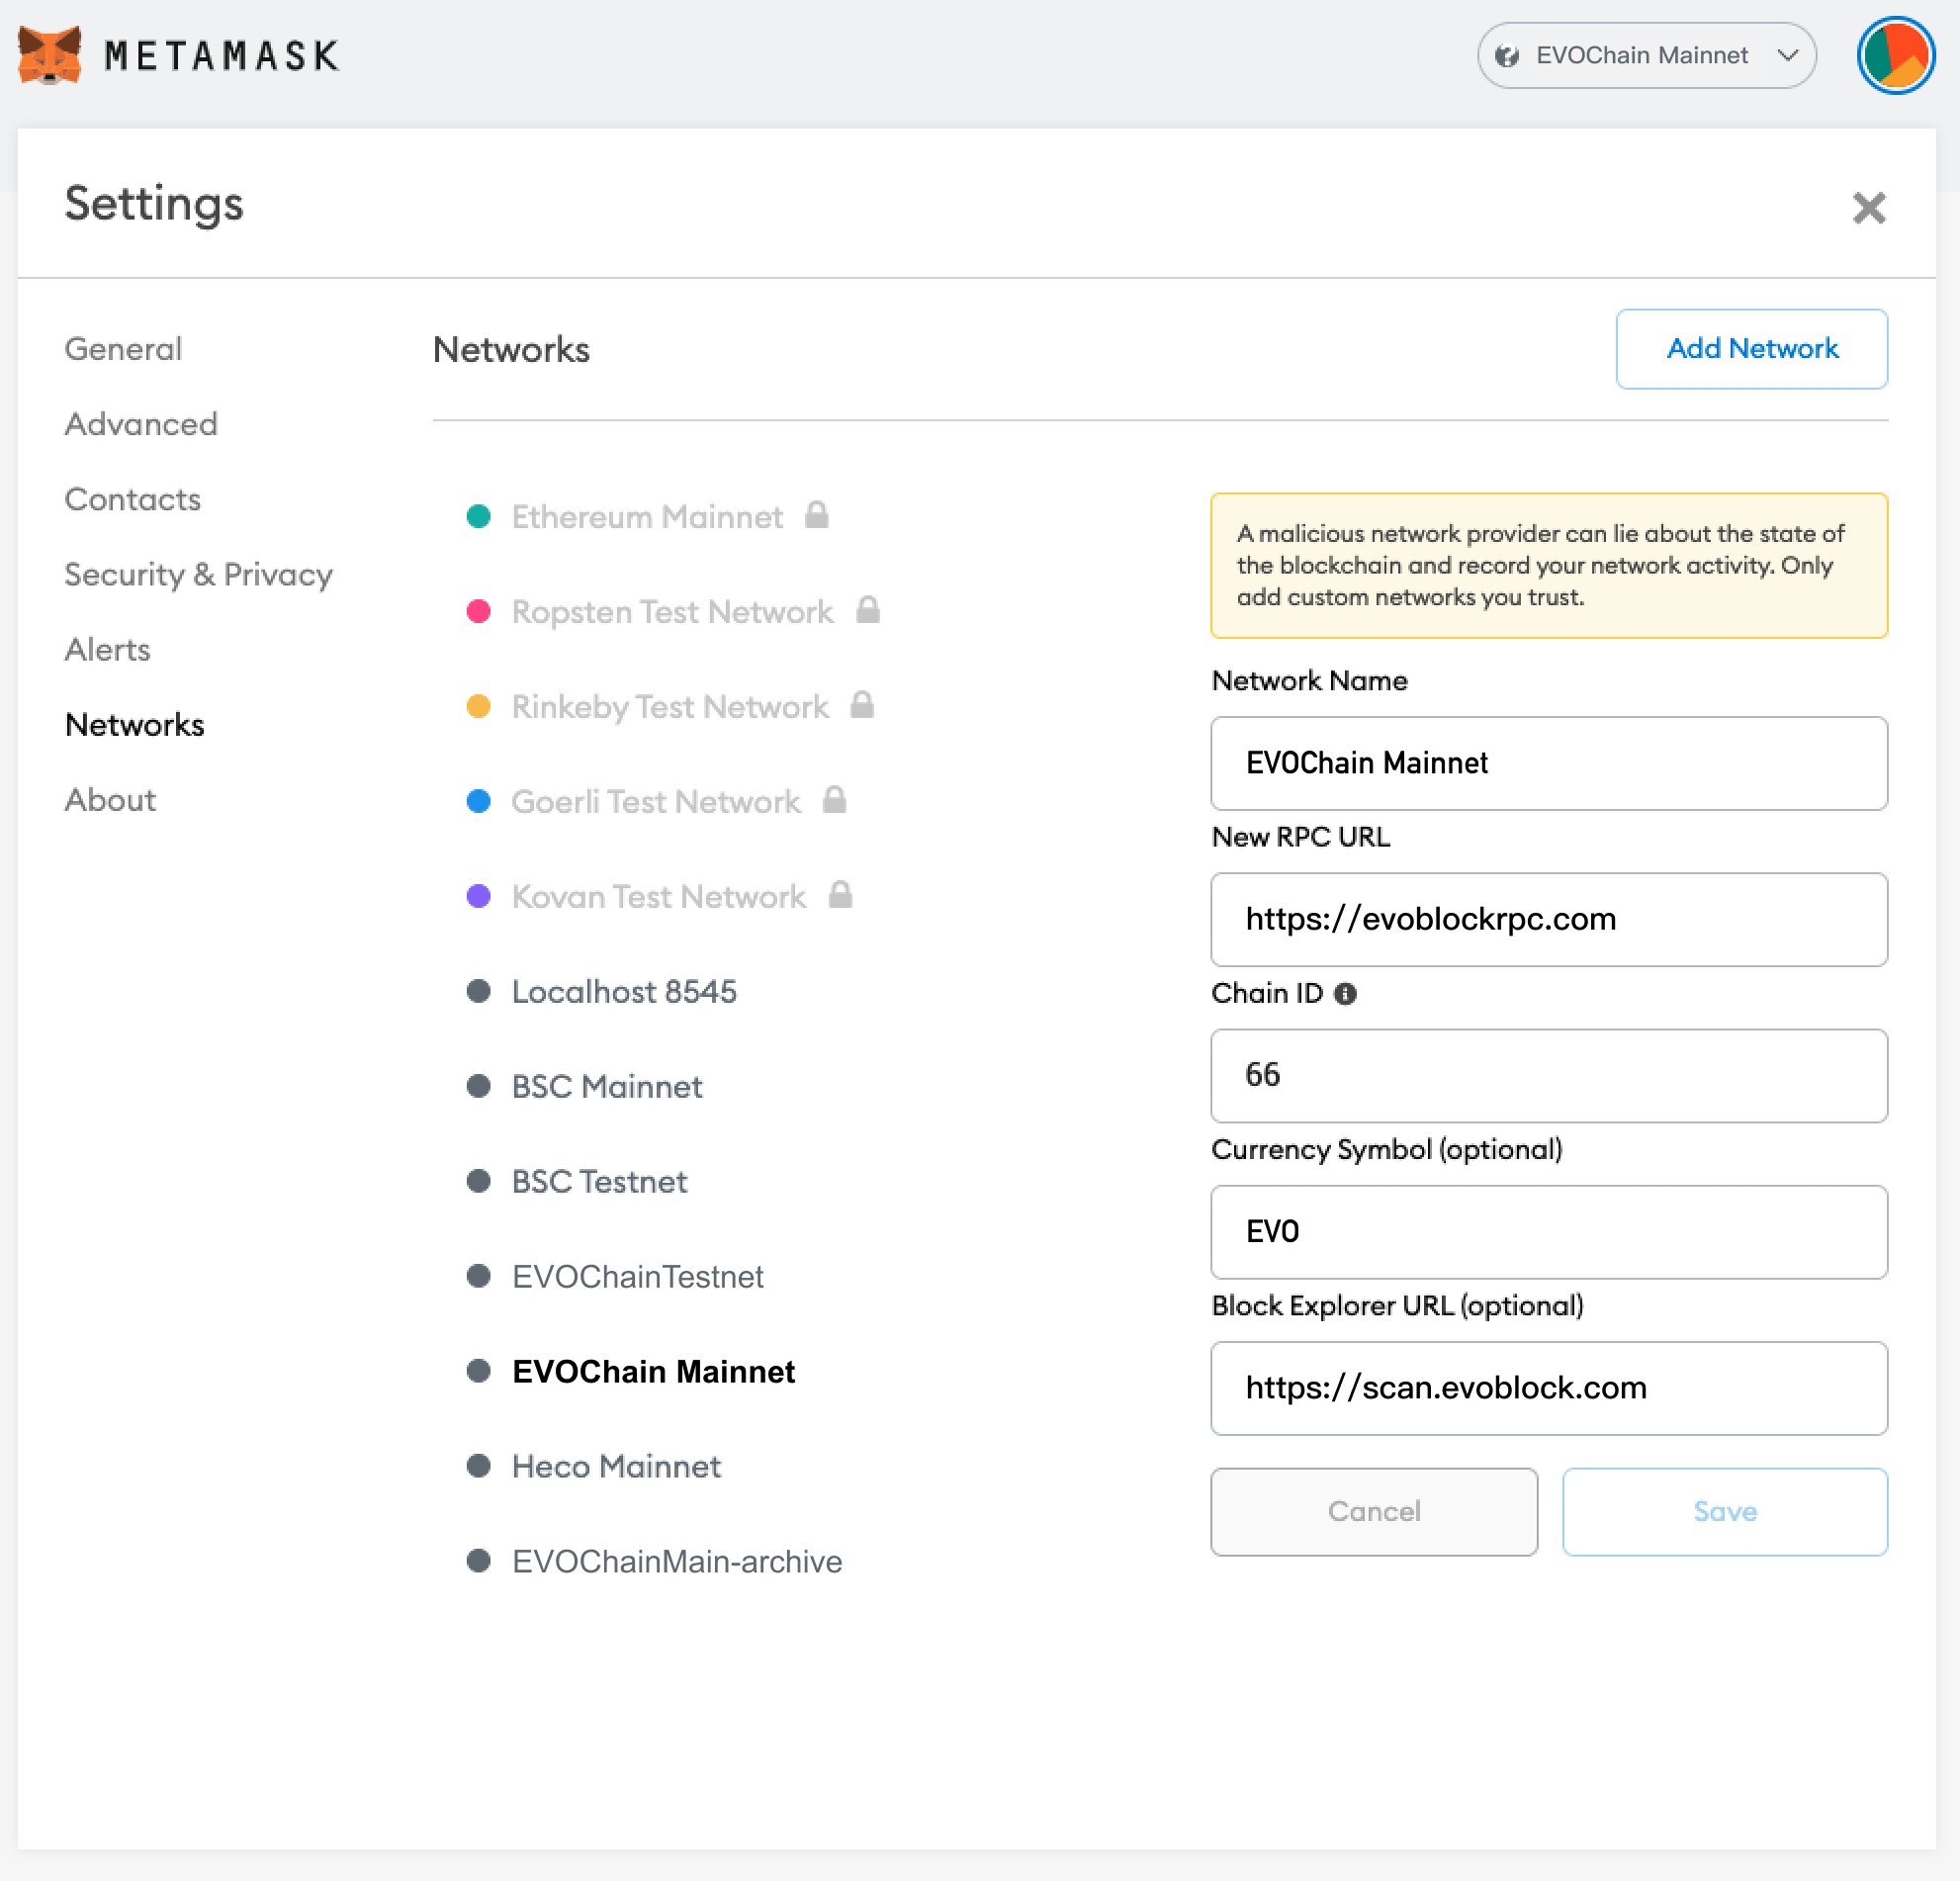 METAMASK
EVOChain Mainnet
Settings
General
Advanced
Contacts
Security & Privacy
Alerts
Networks
About
Networks
Add Network
Ethereum Mainnet
Ropsten Test Network
Rinkeby Test Network
Goerli Test Network
Kovan Test Network
Localhost 8545
BSC Mainnet
BSC Testnet
EVOChainTestnet
EVOChain Mainnet
Heco Mainnet
EVOChainMain-archive
A malicious network provider can lie about the state of
the blockchain and record your network activity. Only
add custom networks you trust.
Network Name
EVOChain Mainnet
New RPC URL
https://evoblockrpc.com
Chain ID
66
Currency Symbol (optional)
EVO
Block Explorer URL (optional)
https://scan.evoblock.com
Cancel
Save